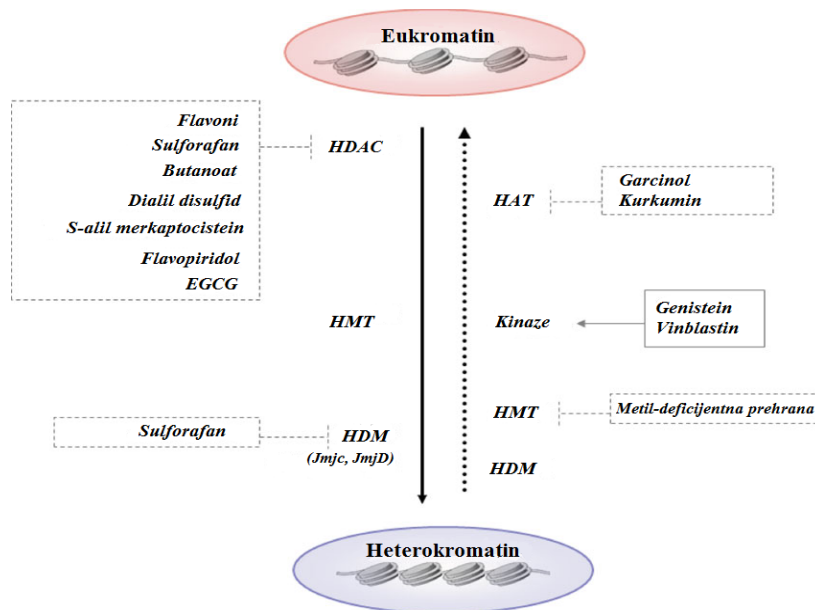 Eukromatin
Flavoni
Sulforafan
Butanoat
Dialil disulfid
S-alil merkaptocistein
Flavopiridol
EGCG
HDAC
HMT
Sulforafan
HDM
(Jmjc, JmjD)
HAT
Garcinol
Kurkumin
Kinaze
Genistein
Vinblastin
HMT
Metil-deficijentna prehrana
HDM
Heterokromatin